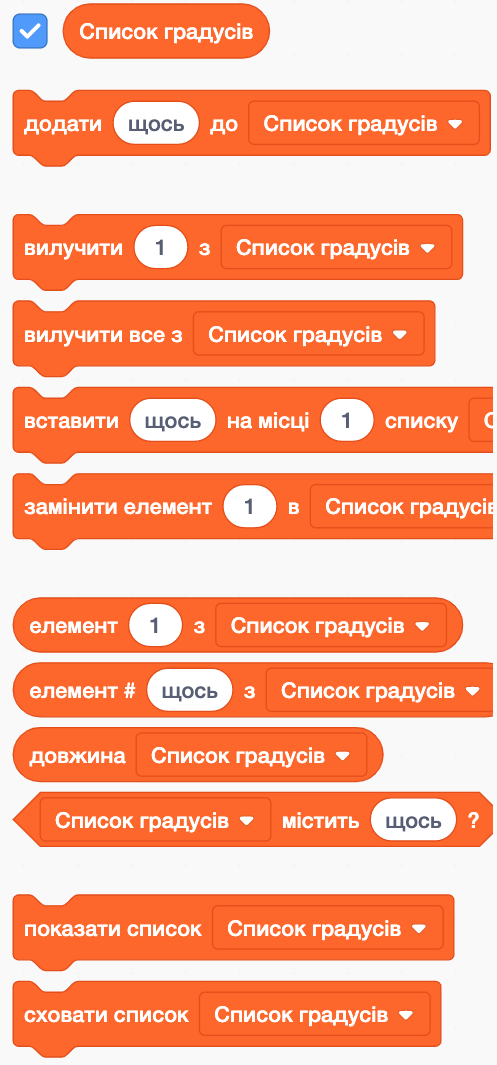 Список градусів
додати щось до Список градусів
вилучити 1 з Список градусів
вилучити все з Список градусів
вставити щось на місці 1 списку
замінити елемент 1 в Список градусів
елемент 1 з Список градусів
елемент # щось з Список градусів
довжина Список градусів
Список градусів містить щось ?
показати список Список градусів
сховати список Список градусів